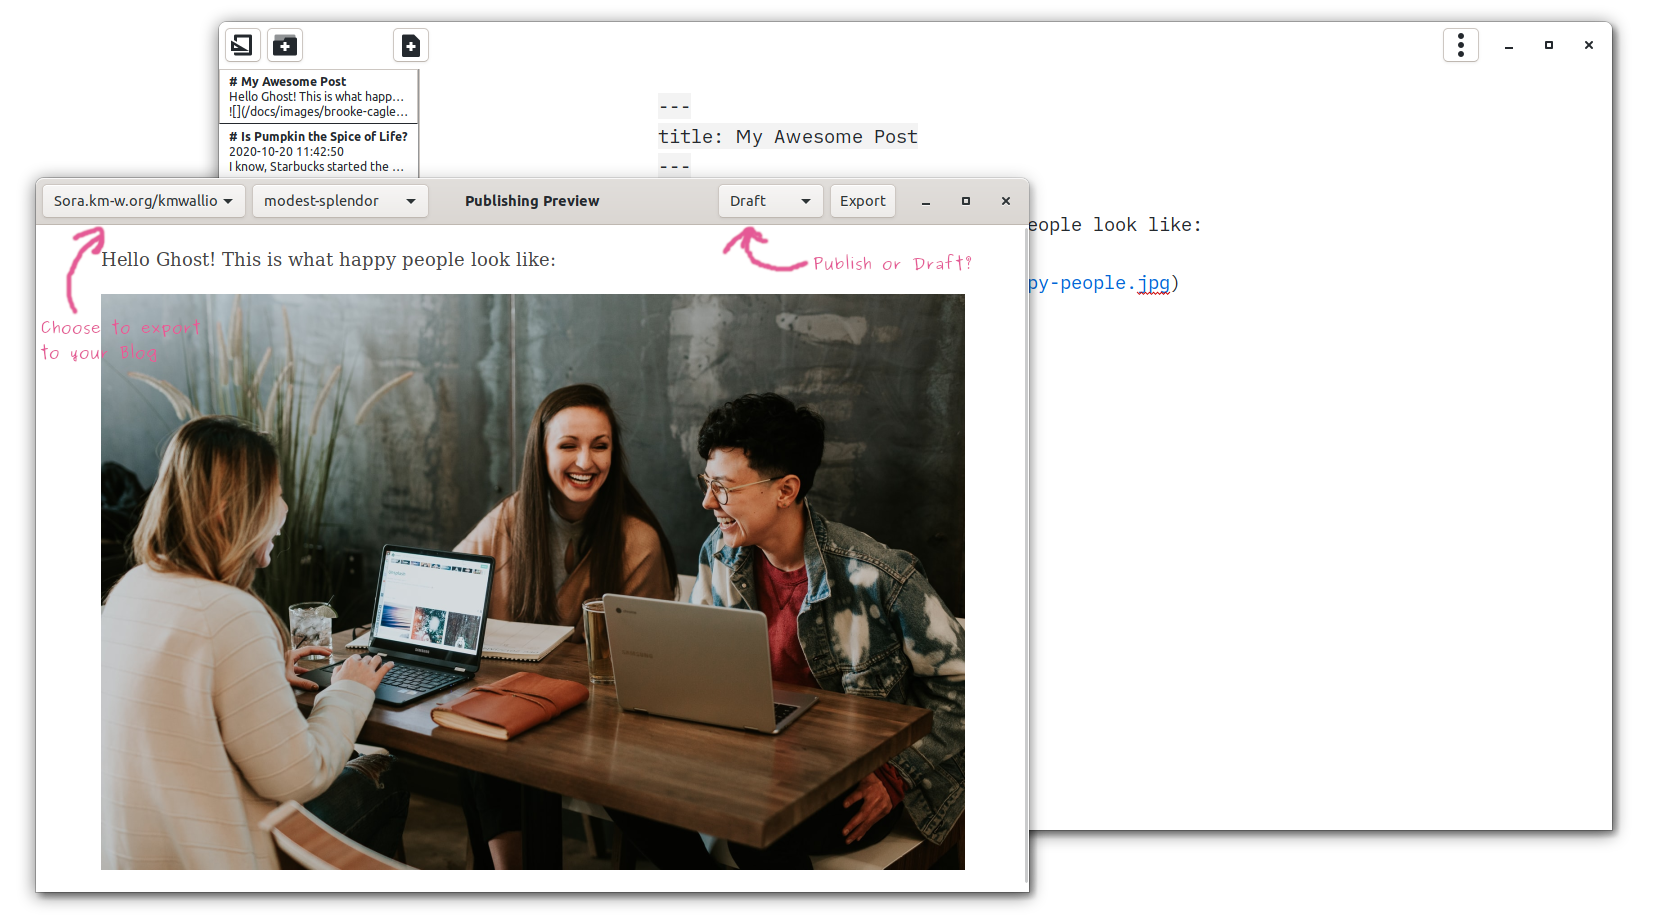 # My Awesome Post
Hello Ghost! This is what happ...
![](/docs/images/brooke-cagle...
# Is Pumpkin the Spice of Life?
2020-10-20 11:42:50
I know, Starbucks started the ...
---
title: My Awesome Post
---
eople look like:
py-people.jpg)
Sora.km-w.org/kmwallio
modest-splendor
Publishing Preview
Draft
Export
Hello Ghost! This is what happy people look like:
Publish or Draft?
Choose to export
to your Blog
SAMSUNG